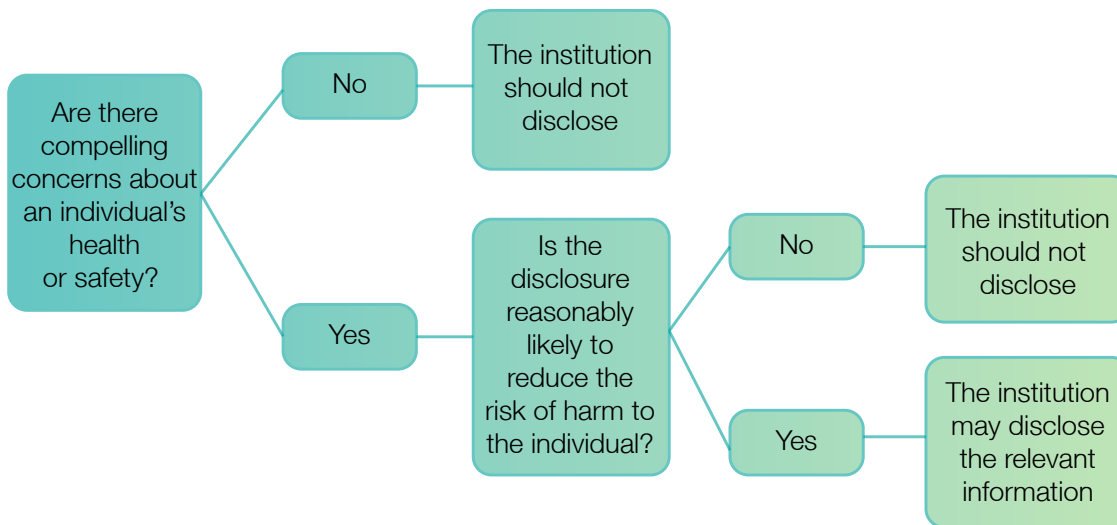 Are there
compelling
concerns about
an individual’s
health
or safety?
No
The institution
should not
disclose
Yes
Is the
disclosure
reasonably
likely to
reduce the
risk of harm to
the individual?
No
The institution
should not
disclose
Yes
The institution
may disclose
the relevant
information